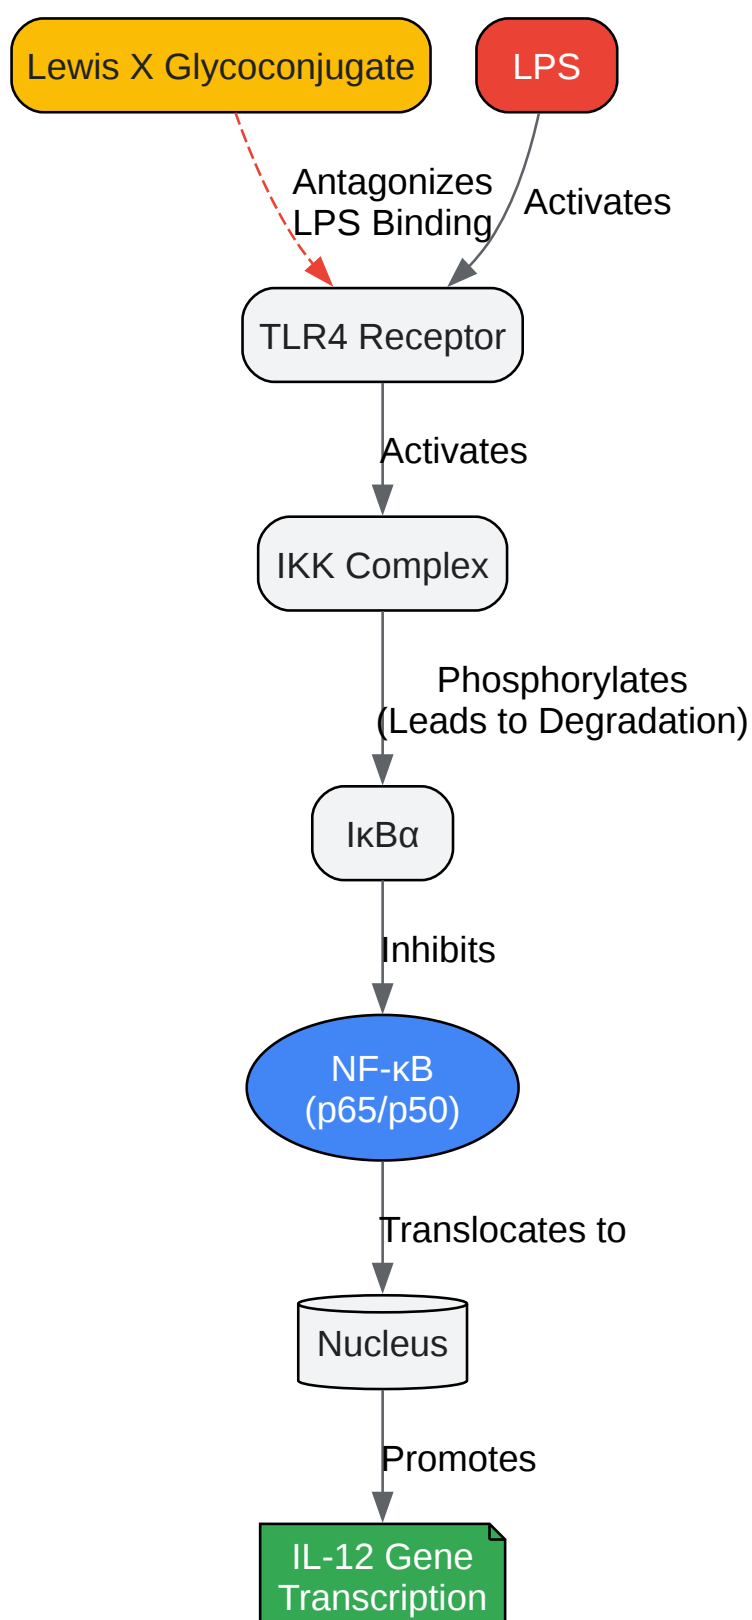 Lewis X Glycoconjugate
LPS
Antagonizes
LPS Binding
Activates
TLR4 Receptor
Activates
IKK Complex
Phosphorylates
(Leads to Degradation)
IκBα
Inhibits
NF-κB
(p65/p50)
Translocates to
Nucleus
Promotes
IL-12 Gene
Transcription